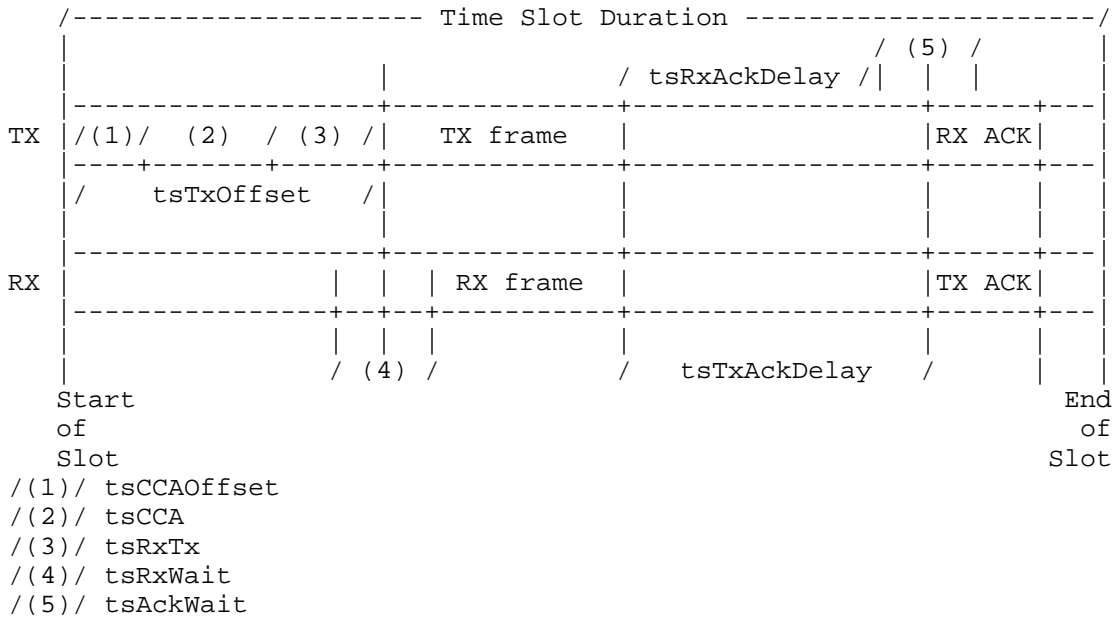 /---------------------- Time Slot Duration ----------------------/
|                                                  / (5) /       |
|                   |              / tsRxAckDelay /|  |  |       |
|-------------------+--------------+------------------+------+---|
TX  |/(1)/  (2)  / (3) /|   TX frame   |                  |RX ACK|   |
|----+-------+------+--------------+------------------+------+---|
|/    tsTxOffset   /|              |                  |      |   |
|                   |              |                  |      |   |
|-------------------+--------------+------------------+------+---|
RX  |                |  |  | RX frame  |                  |TX ACK|   |
|----------------+--+--+-----------+------------------+------+---|
|                |  |  |           |                  |      |   |
|                / (4) /           /   tsTxAckDelay   /      |   |
Start                                                          End
of                                                              of
Slot                                                          Slot
/(1)/ tsCCAOffset
/(2)/ tsCCA
/(3)/ tsRxTx
/(4)/ tsRxWait
/(5)/ tsAckWait